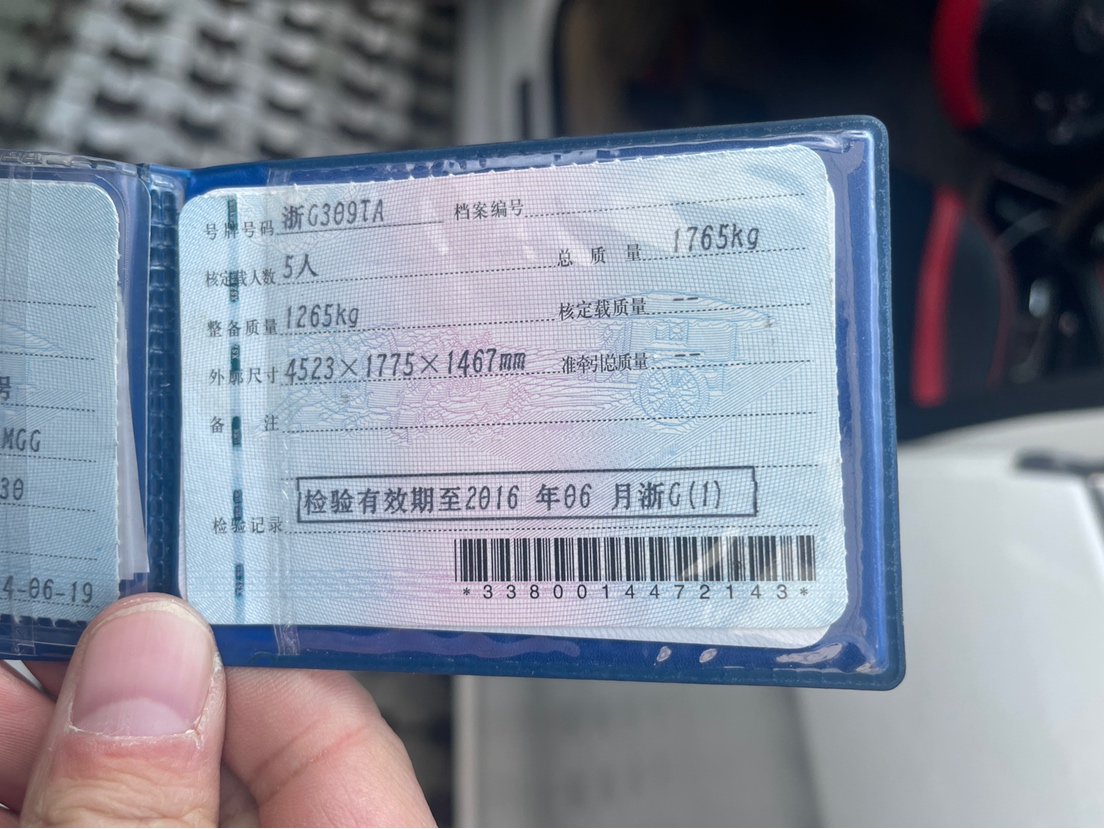 号牌号码 浙G309TA 档案编号
核定载人数 5人 总质量 1765kg
整备质量 1265kg 核定载质量 --
外廓尺寸 4523×1775×1467mm 准牵引总质量 --
备注
检验有效期至2016 年06 月浙G(1)
检验记录
*3380014472143*
号
MGG
30
4-06-19